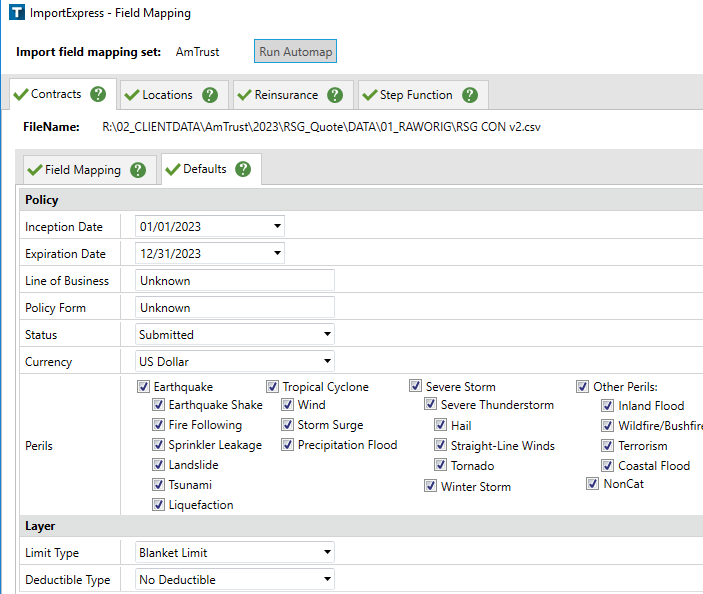 T ImportExpress - Field Mapping
Import field mapping set: AmTrust Run Automap
Contracts ? Locations ? Reinsurance ? Step Function ?
FileName: R:\02_CLIENTDATA\AmTrust\2023\RSG_Quote\DATA\01_RAWORIG\RSG CON v2.csv
Field Mapping ? Defaults ?
Policy
Inception Date 01/01/2023
Expiration Date 12/31/2023
Line of Business Unknown
Policy Form Unknown
Status Submitted
Currency US Dollar
Earthquake Tropical Cyclone Severe Storm Other Perils:
Earthquake Shake Wind Severe Thunderstorm Inland Flood
Fire Following Storm Surge Hail Wildfire/Bushfire
Perils Sprinkler Leakage Precipitation Flood Straight-Line Winds Terrorism
Landslide Tornado Coastal Flood
Tsunami Winter Storm NonCat
Liquefaction
Layer
Limit Type Blanket Limit
Deductible Type No Deductible